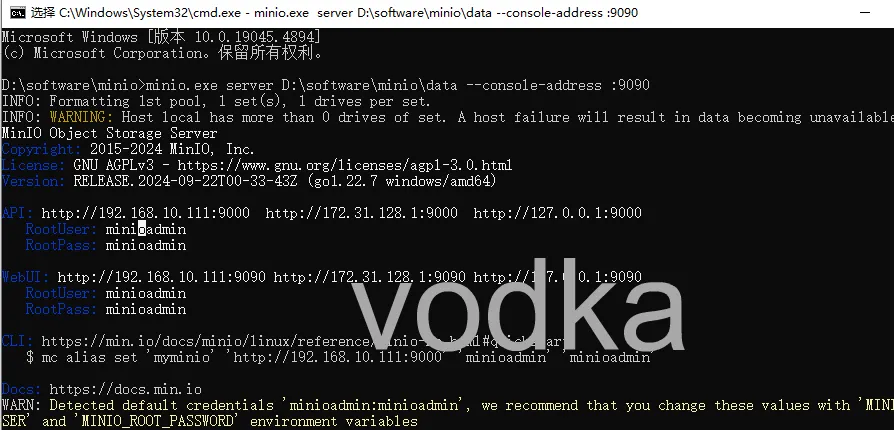 选择 C:\Windows\System32\cmd.exe - minio.exe  server D:\software\minio\data --console-address :9090
Microsoft Windows [版本 10.0.19045.4894]
(c) Microsoft Corporation。保留所有权利。
D:\software\minio>minio.exe server D:\software\minio\data --console-address :9090
INFO: Formatting 1st pool, 1 set(s), 1 drives per set.
INFO: WARNING: Host local has more than 0 drives of set. A host failure will result in data becoming unavailable
MinIO Object Storage Server
Copyright: 2015-2024 MinIO, Inc.
License: GNU AGPLv3 - https://www.gnu.org/licenses/agpl-3.0.html
Version: RELEASE.2024-09-22T00-33-43Z (go1.22.7 windows/amd64)
API: http://192.168.10.111:9000  http://172.31.128.1:9000  http://127.0.0.1:9000
RootUser: minioadmin
RootPass: minioadmin
WebUI: http://192.168.10.111:9090 http://172.31.128.1:9090 http://127.0.0.1:9090
RootUser: minioadmin
RootPass: minioadmin
vodka
CLI: https://min.io/docs/minio/linux/reference/minio-mc.html#quickstart
$ mc alias set 'myminio' 'http://192.168.10.111:9000' 'minioadmin' 'minioadmin'
Docs: https://docs.min.io
WARN: Detected default credentials 'minioadmin:minioadmin', we recommend that you change these values with 'MINI
SER' and 'MINIO_ROOT_PASSWORD' environment variables